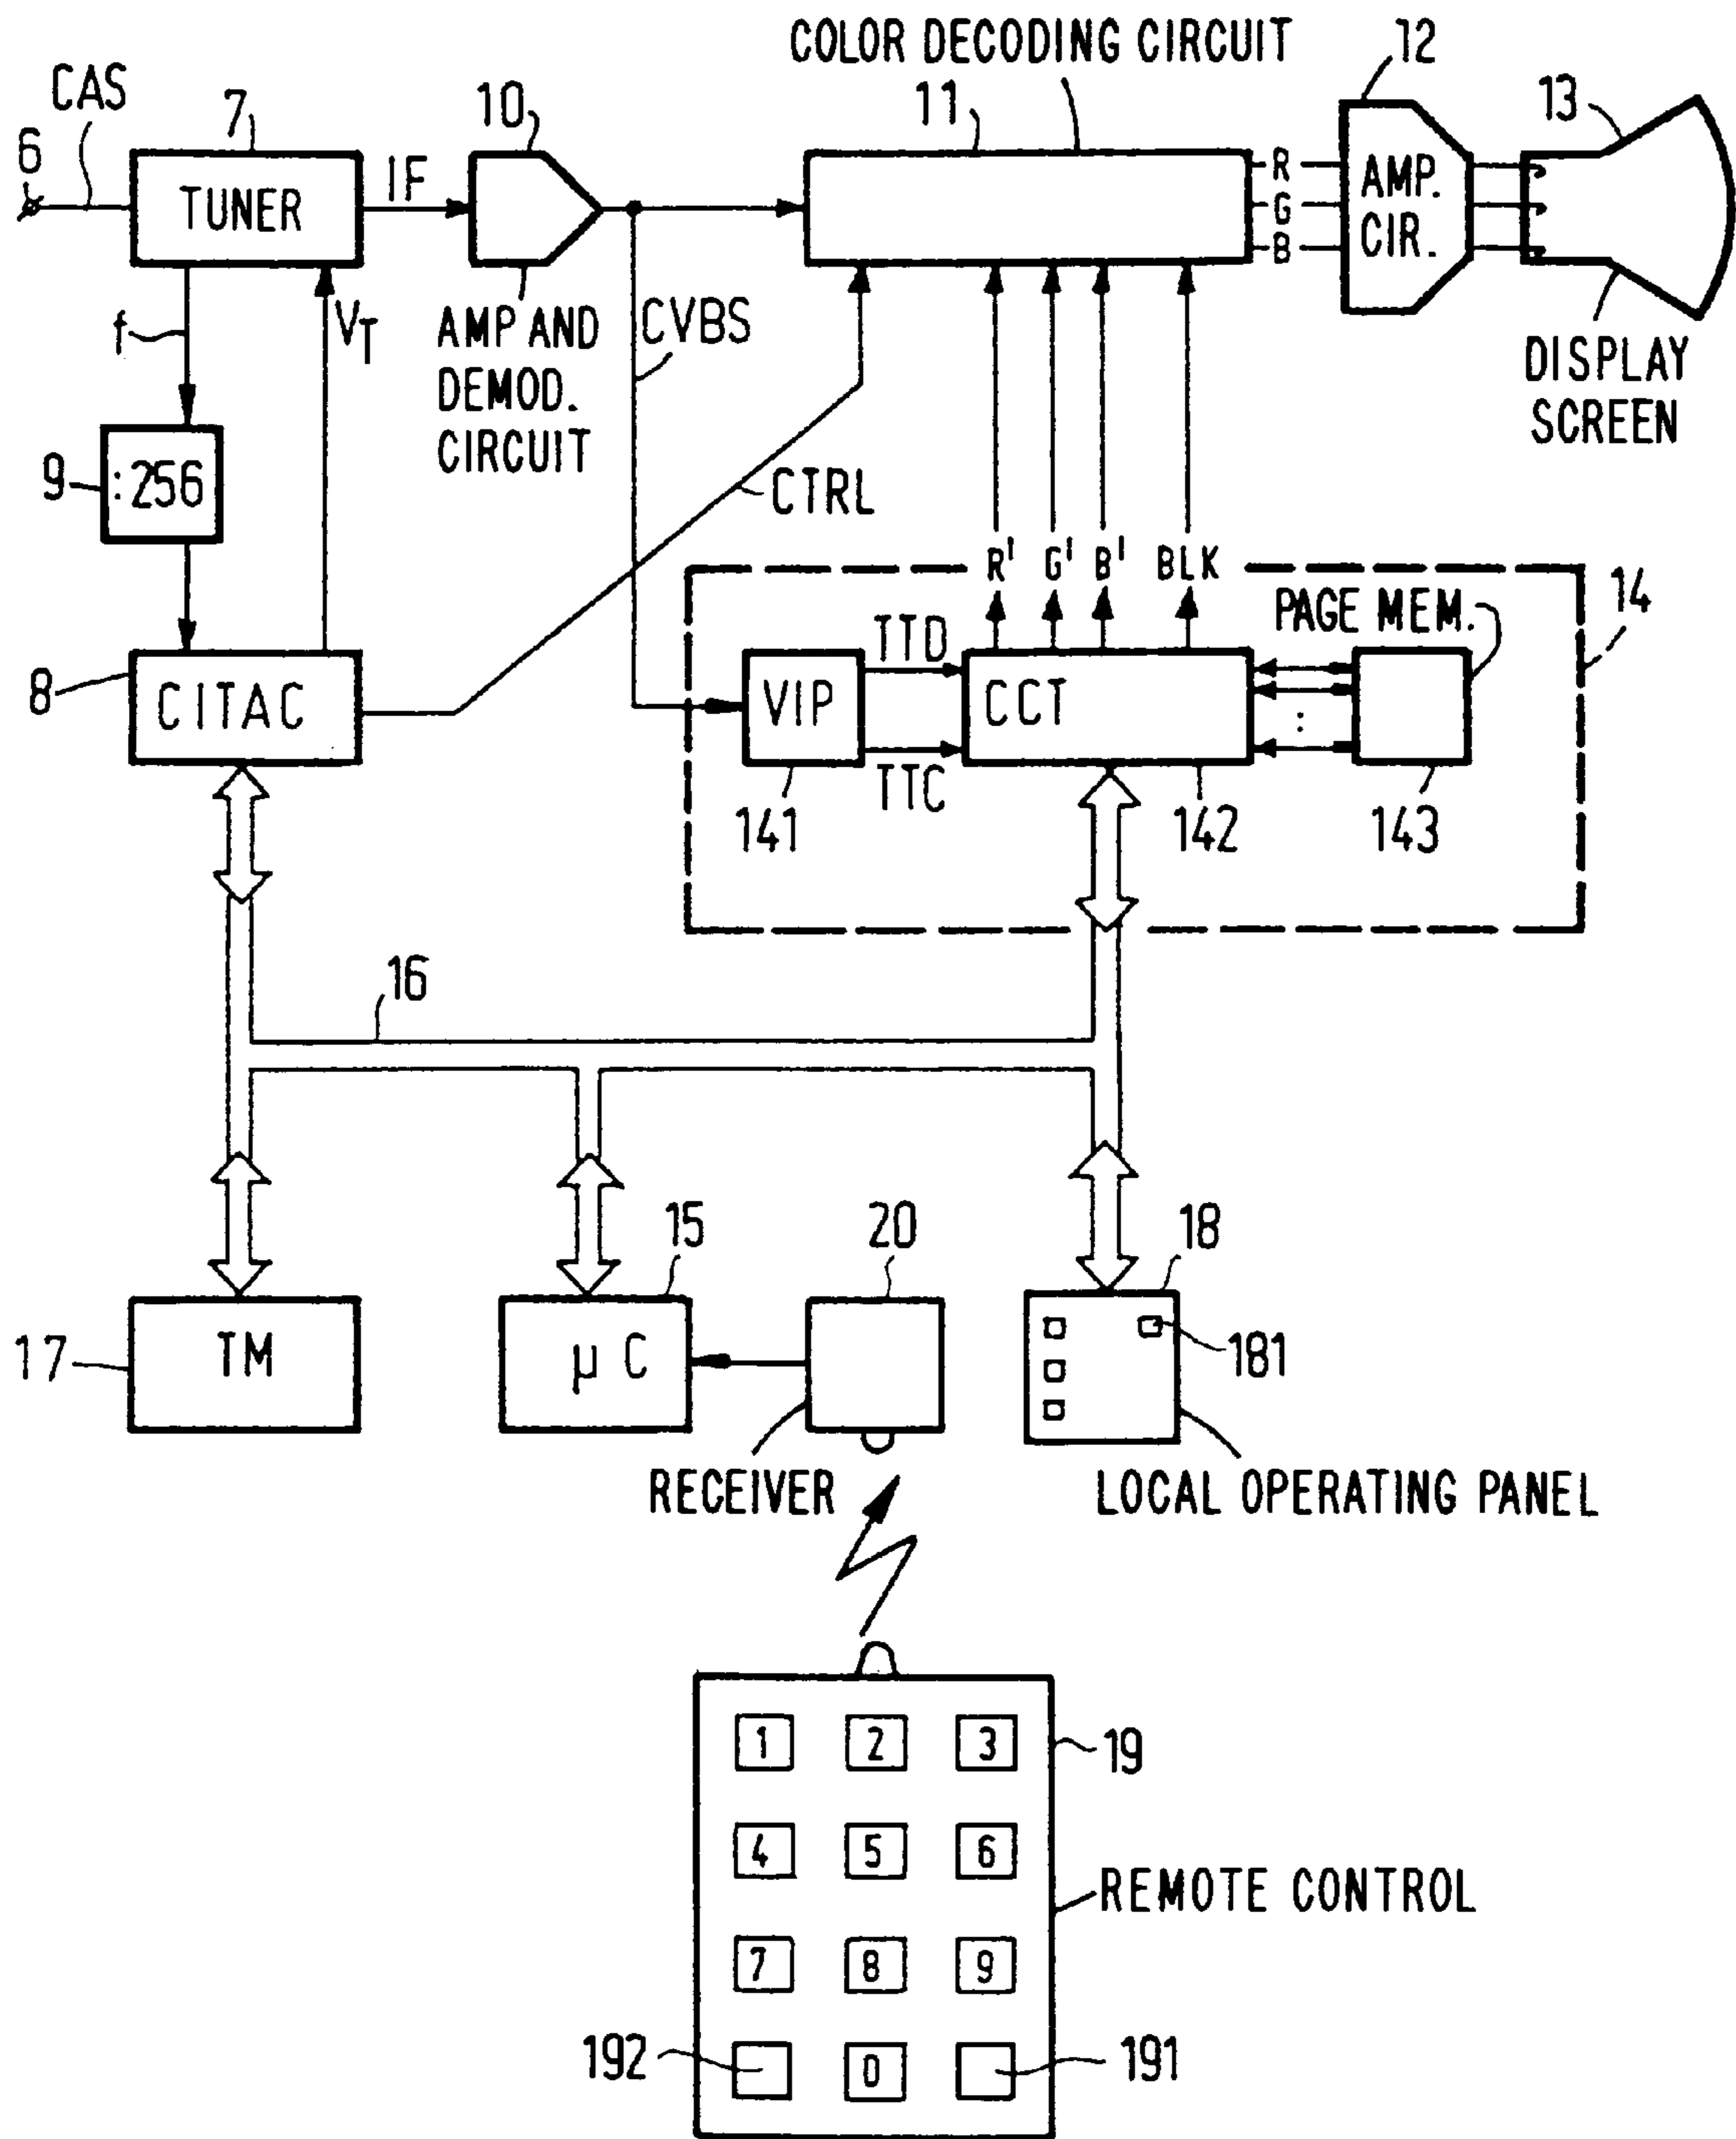 COLOR DECODING CIRCUIT
12
CAS
7
10
11
13
6
TUNER
IF
R
G
B
AMP.
CIR.
f
VT
AMP AND
DEMOD.
CIRCUIT
CVBS
DISPLAY
SCREEN
9
:256
CTRL
R'
G'
B'
BLK
PAGE MEM.
14
8
CITAC
VIP
TTD
TTC
CCT
141
142
143
16
15
20
18
17
TM
µC
181
RECEIVER
LOCAL OPERATING PANEL
1
2
3
19
4
5
6
REMOTE CONTROL
7
8
9
192
0
191